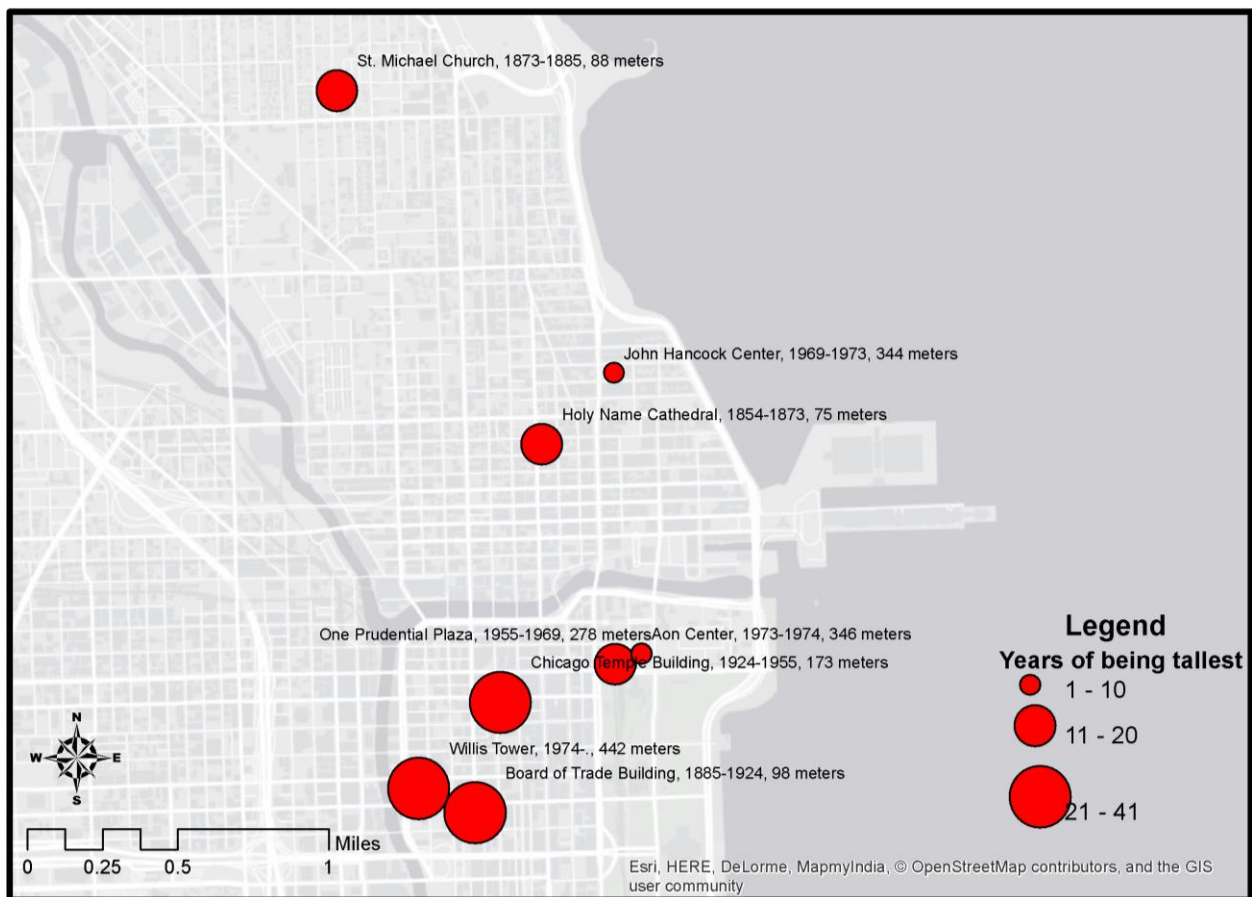 St. Michael Church, 1873-1885, 88 meters
John Hancock Center, 1969-1973, 344 meters
Holy Name Cathedral, 1854-1873, 75 meters
One Prudential Plaza, 1955-1969, 278 meters
Aon Center, 1973-1974, 346 meters
Chicago Temple Building, 1924-1955, 173 meters
Willis Tower, 1974-., 442 meters
Board of Trade Building, 1885-1924, 98 meters
Legend
Years of being tallest
1 - 10
11 - 20
21 - 41
N
W E
S
Miles
0 0.25 0.5 1
Esri, HERE, DeLorme, MapmyIndia, © OpenStreetMap contributors, and the GIS
user community